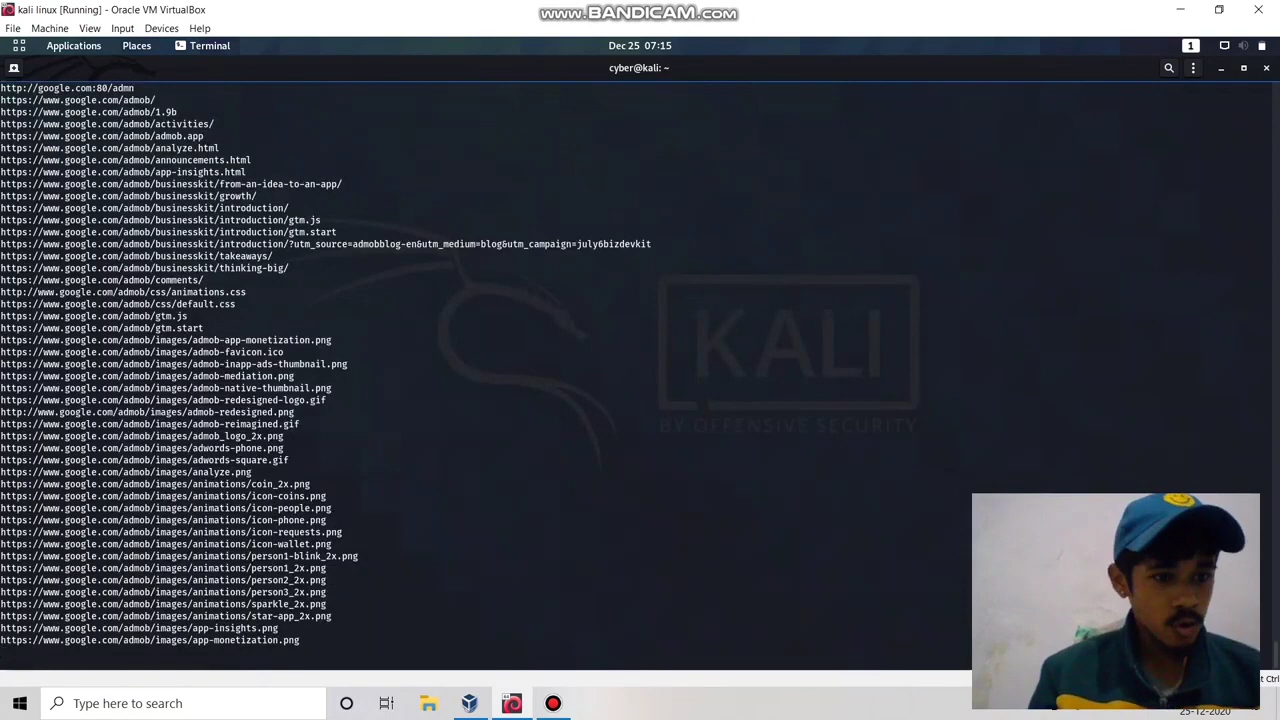 kali linux [Running] - Oracle VM VirtualBox
www.BANDICAM.com
File Machine View Input Devices Help
Applications Places Terminal
Dec 25 07:15
1
cyber@kali: ~
http://google.com:80/admn
https://www.google.com/admob/
https://www.google.com/admob/1.9b
https://www.google.com/admob/activities/
https://www.google.com/admob/admob.app
https://www.google.com/admob/analyze.html
https://www.google.com/admob/announcements.html
https://www.google.com/admob/app-insights.html
https://www.google.com/admob/businesskit/from-an-idea-to-an-app/
https://www.google.com/admob/businesskit/growth/
https://www.google.com/admob/businesskit/introduction/
https://www.google.com/admob/businesskit/introduction/gtm.js
https://www.google.com/admob/businesskit/introduction/gtm.start
https://www.google.com/admob/businesskit/introduction/?utm_source=admobblog-en&utm_medium=blog&utm_campaign=july6bizdevkit
https://www.google.com/admob/businesskit/takeaways/
https://www.google.com/admob/businesskit/thinking-big/
https://www.google.com/admob/comments/
http://www.google.com/admob/css/animations.css
https://www.google.com/admob/css/default.css
https://www.google.com/admob/gtm.js
https://www.google.com/admob/gtm.start
https://www.google.com/admob/images/admob-app-monetization.png
https://www.google.com/admob/images/admob-favicon.ico
https://www.google.com/admob/images/admob-inapp-ads-thumbnail.png
https://www.google.com/admob/images/admob-mediation.png
https://www.google.com/admob/images/admob-native-thumbnail.png
https://www.google.com/admob/images/admob-redesigned-logo.gif
http://www.google.com/admob/images/admob-redesigned.png
https://www.google.com/admob/images/admob-reimagined.gif
https://www.google.com/admob/images/admob_logo_2x.png
https://www.google.com/admob/images/adwords-phone.png
https://www.google.com/admob/images/adwords-square.gif
https://www.google.com/admob/images/analyze.png
https://www.google.com/admob/images/animations/coin_2x.png
https://www.google.com/admob/images/animations/icon-coins.png
https://www.google.com/admob/images/animations/icon-people.png
https://www.google.com/admob/images/animations/icon-phone.png
https://www.google.com/admob/images/animations/icon-requests.png
https://www.google.com/admob/images/animations/icon-wallet.png
https://www.google.com/admob/images/animations/person1-blink_2x.png
https://www.google.com/admob/images/animations/person1_2x.png
https://www.google.com/admob/images/animations/person2_2x.png
https://www.google.com/admob/images/animations/person3_2x.png
https://www.google.com/admob/images/animations/sparkle_2x.png
https://www.google.com/admob/images/animations/star-app_2x.png
https://www.google.com/admob/images/app-insights.png
https://www.google.com/admob/images/app-monetization.png
KALI
BY OFFENSIVE SECURITY
Ctrl
Type here to search
25-12-2020